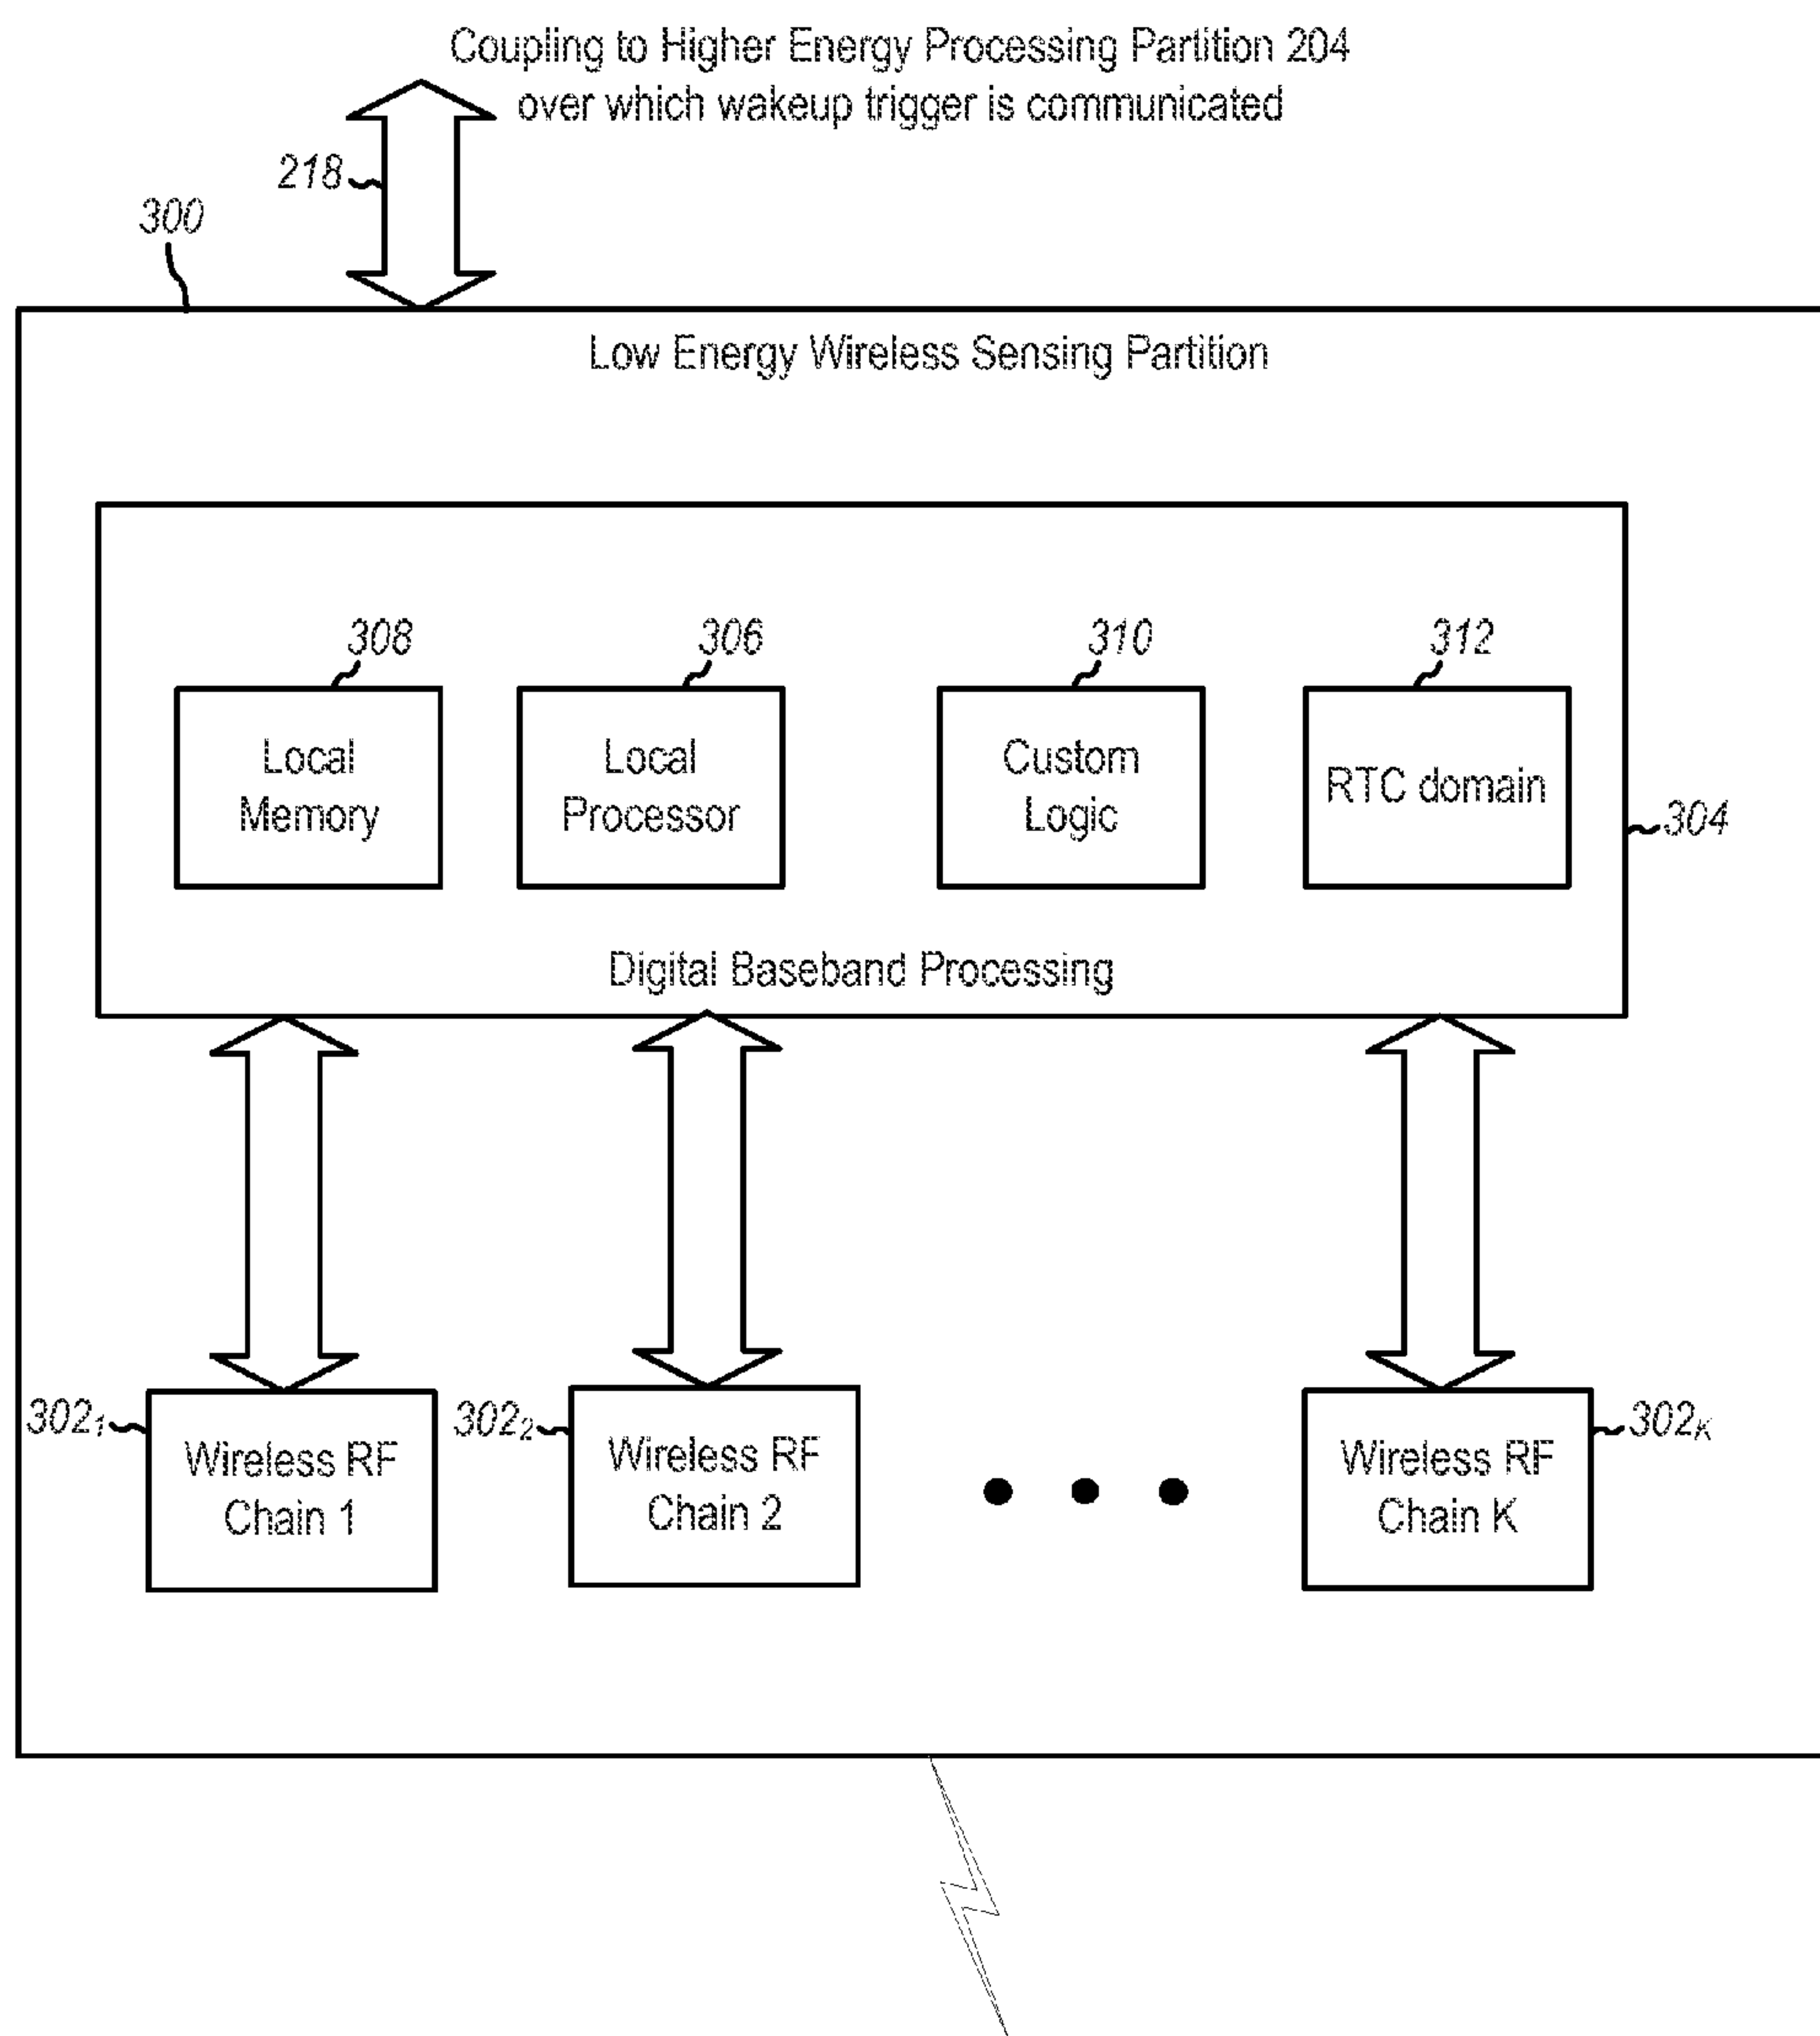 Coupling to Higher Energy Processing Partition 204
over which wakeup trigger is communicated
218
300
Low Energy Wireless Sensing Partition
308
306
310
312
Local
Memory
Local
Processor
Custom
Logic
RTC domain
304
Digital Baseband Processing
302₁
Wireless RF
Chain 1
302₂
Wireless RF
Chain 2
Wireless RF
Chain K
302K